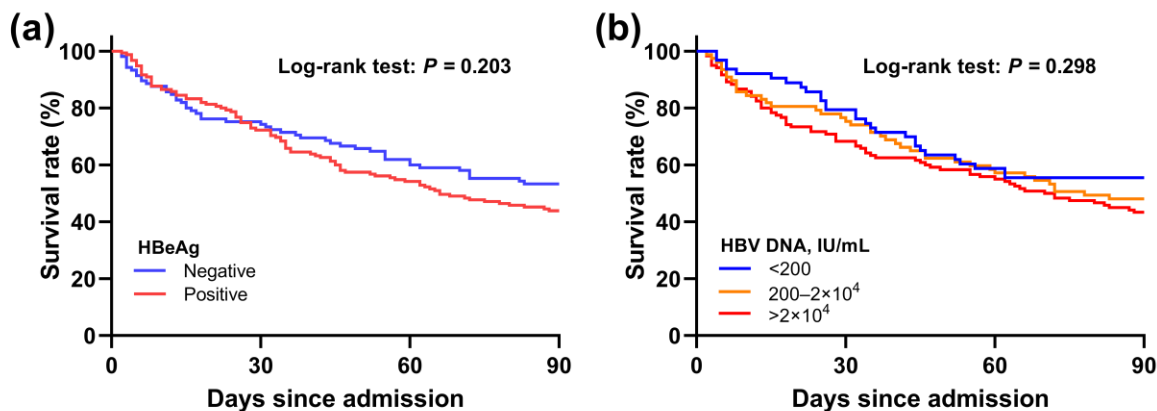 (a)
Log-rank test: P = 0.203
Survival rate (%)
100
80
60
40
20
0
HBeAg
Negative
Positive
0 30 60 90
Days since admission
(b)
Log-rank test: P = 0.298
Survival rate (%)
100
80
60
40
20
0
HBV DNA, IU/mL
<200
200–2×10⁴
>2×10⁴
0 30 60 90
Days since admission